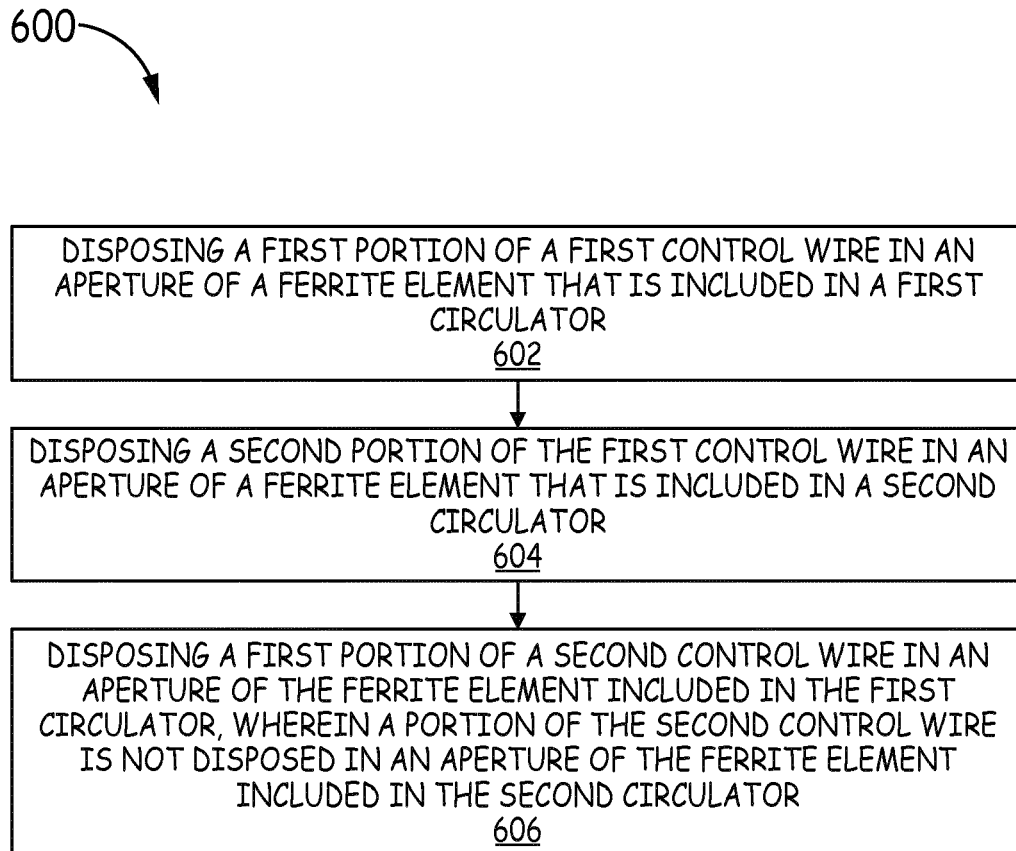 600
DISPOSING A FIRST PORTION OF A FIRST CONTROL WIRE IN AN
APERTURE OF A FERRITE ELEMENT THAT IS INCLUDED IN A FIRST
CIRCULATOR
602
DISPOSING A SECOND PORTION OF THE FIRST CONTROL WIRE IN AN
APERTURE OF A FERRITE ELEMENT THAT IS INCLUDED IN A SECOND
CIRCULATOR
604
DISPOSING A FIRST PORTION OF A SECOND CONTROL WIRE IN AN
APERTURE OF THE FERRITE ELEMENT INCLUDED IN THE FIRST
CIRCULATOR, WHEREIN A PORTION OF THE SECOND CONTROL WIRE
IS NOT DISPOSED IN AN APERTURE OF THE FERRITE ELEMENT
INCLUDED IN THE SECOND CIRCULATOR
606